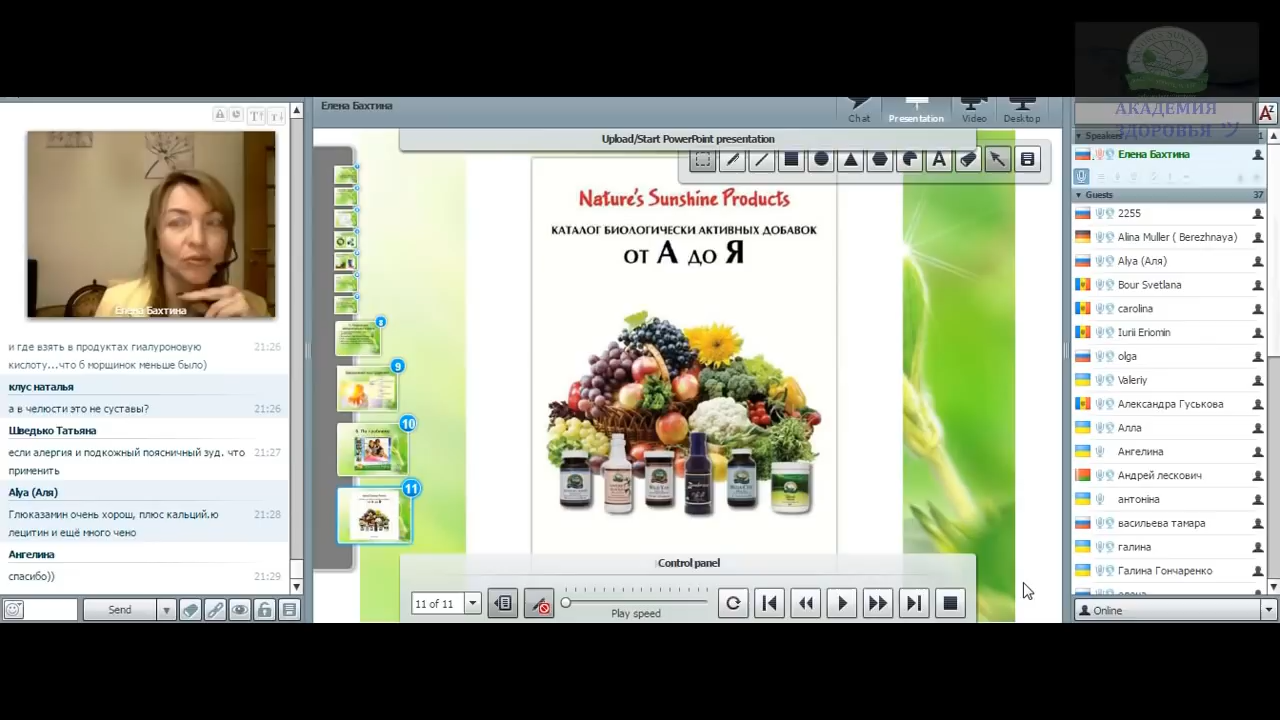 АКАДЕМИЯ
ЗДОРОВЬЯ "У"
Елена Бахтина
Chat
Presentation
Video
Desktop
Upload/Start PowerPoint presentation
Елена Бахтина
и где взять в продуктах гиалуроновую 21:26
кислоту...что б морщинок меньше было)
клус наталья
а в челюсти это не суставы? 21:26
Шведько Татьяна
если алергия и подкожный поясничный зуд. что 21:27
применить
Alya (Аля)
Глюказамин очень хорош, плюс кальций.ю 21:28
лецитин и ещё много чено
Ангелина
спасибо)) 21:29
Send
8
9
10
11
Nature's Sunshine Products
КАТАЛОГ БИОЛОГИЧЕСКИ АКТИВНЫХ ДОБАВОК
от А до Я
Control panel
11 of 11
Play speed
Speakers 1
Елена Бахтина
Guests 37
2255
Alina Muller ( Berezhnaya)
Alya (Аля)
Bour Svetlana
carolina
Iurii Eriomin
olga
Valeriy
Александра Гуськова
Алла
Ангелина
Андрей лескович
антоніна
васильева тамара
галина
Галина Гончаренко
Online